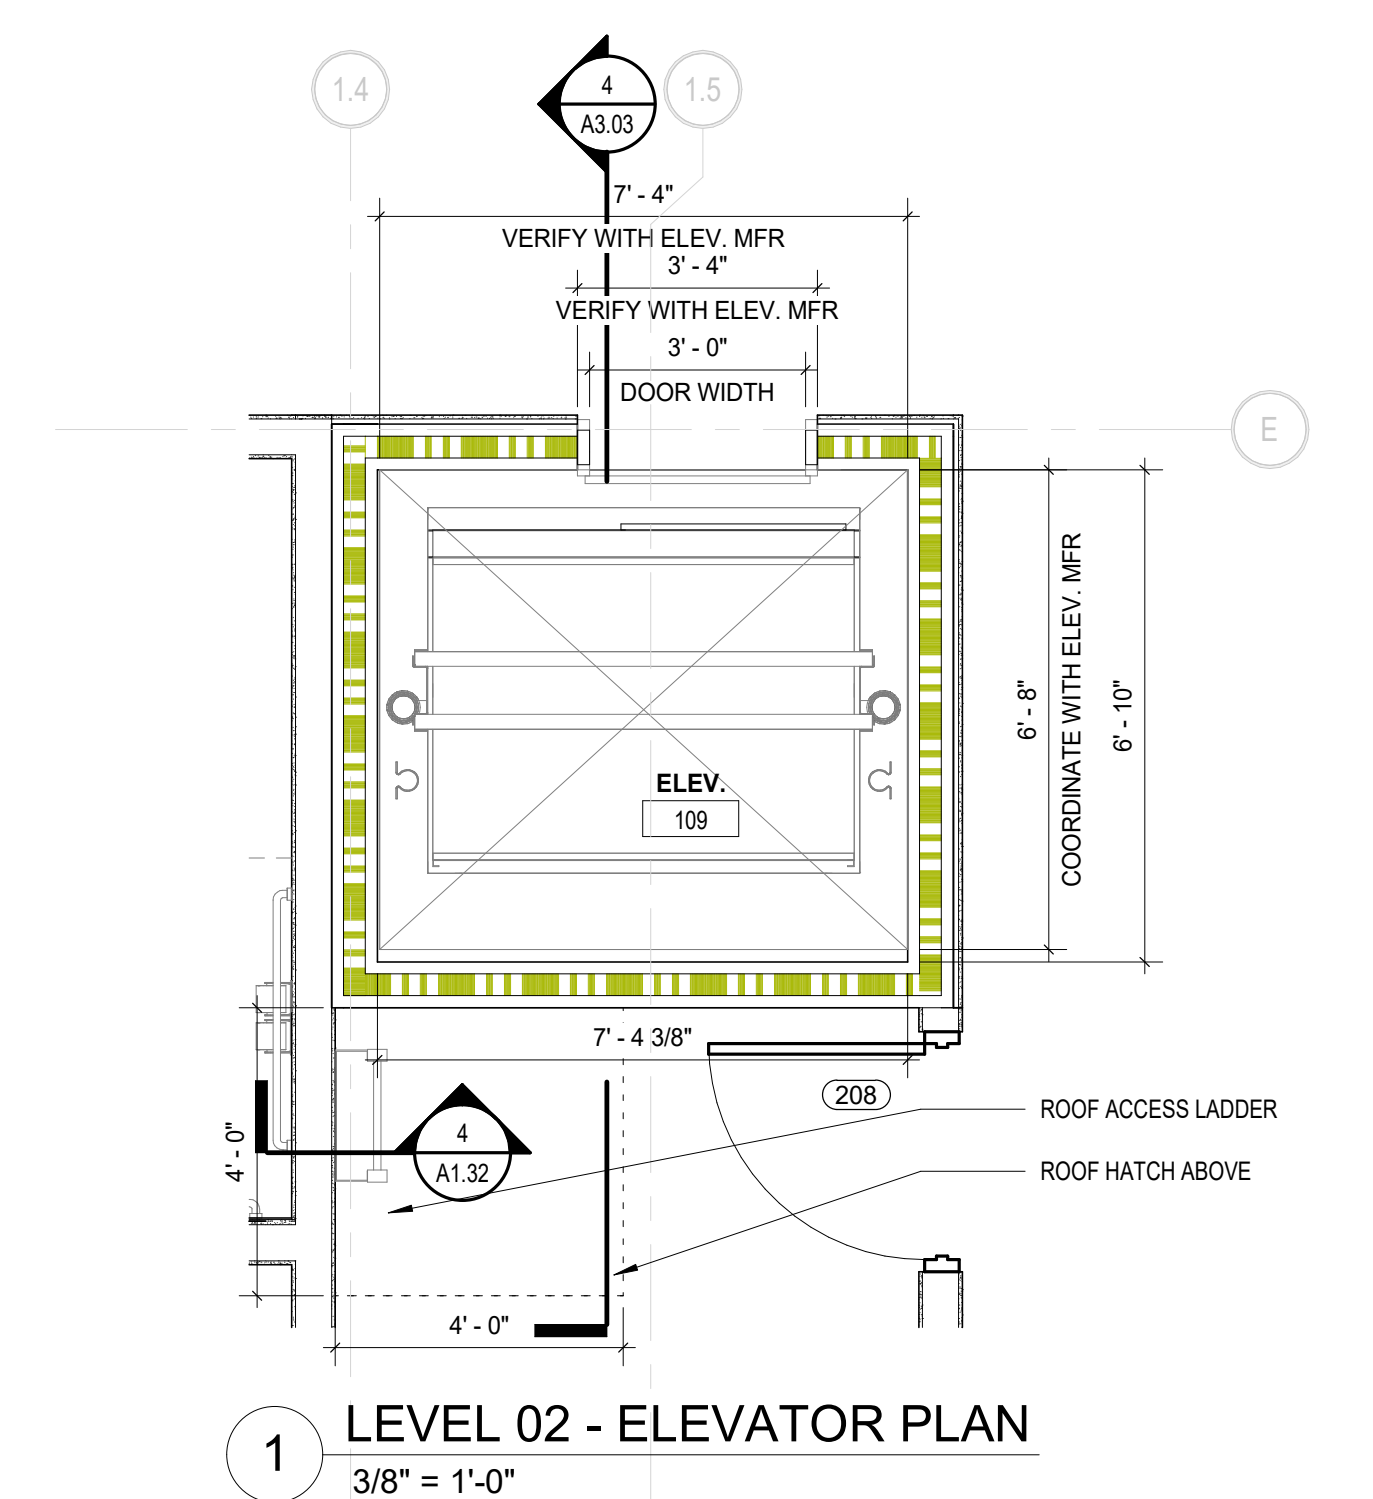 1.4
4
A3.03
1.5
7' - 4"
VERIFY WITH ELEV. MFR
3' - 4"
VERIFY WITH ELEV. MFR
3' - 0"
DOOR WIDTH
E
6' - 8"
COORDINATE WITH ELEV. MFR
6' - 10"
ELEV.
109
7' - 4 3/8"
208
4' - 0"
4
A1.32
ROOF ACCESS LADDER
ROOF HATCH ABOVE
4' - 0"
1
LEVEL 02 - ELEVATOR PLAN
3/8" = 1'-0"